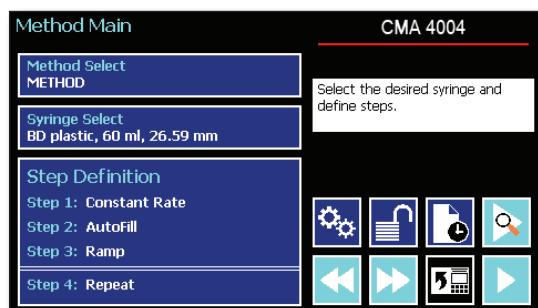 Method Main
CMA 4004
Method Select
METHOD
Syringe Select
BD plastic, 60 ml, 26.59 mm
Select the desired syringe and
define steps.
Step Definition
Step 1: Constant Rate
Step 2: AutoFill
Step 3: Ramp
Step 4: Repeat